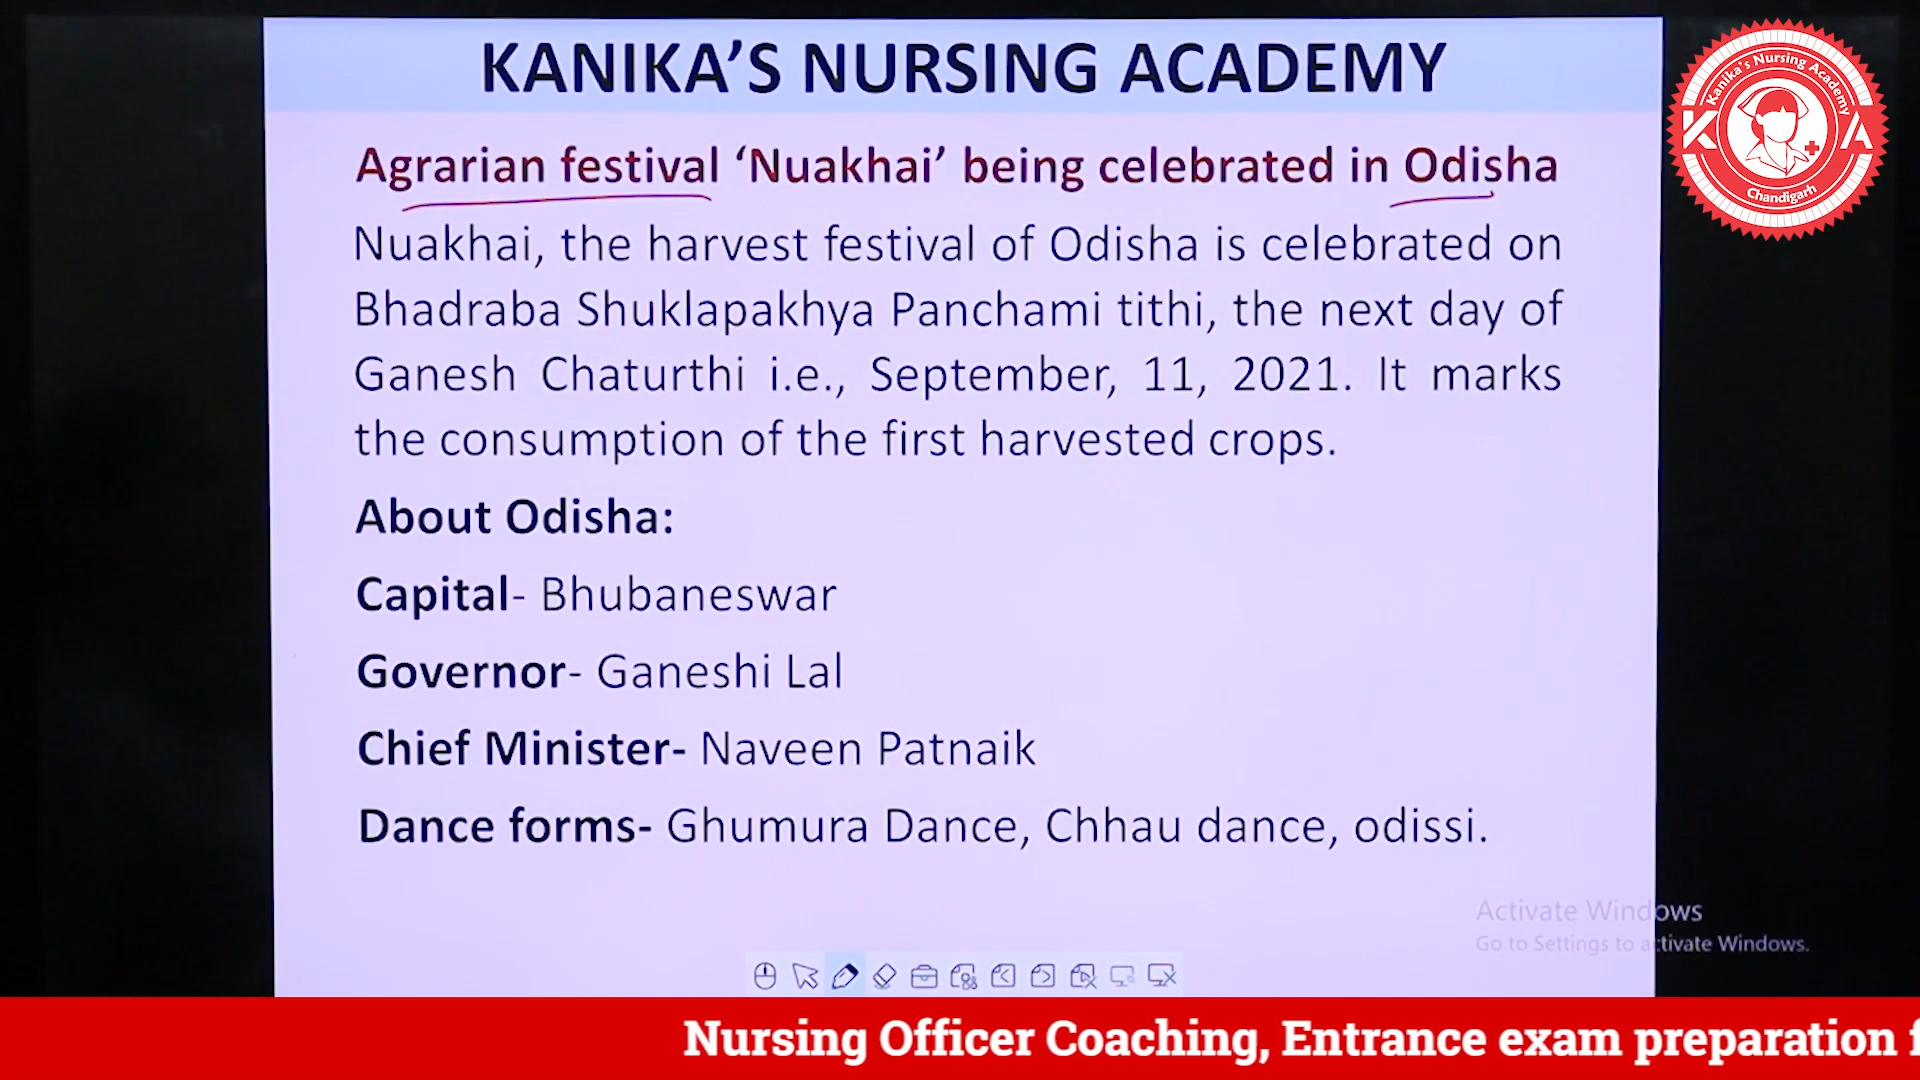 KANIKA’S NURSING ACADEMY
Agrarian festival ‘Nuakhai’ being celebrated in Odisha
Nuakhai, the harvest festival of Odisha is celebrated on
Bhadraba Shuklapakhya Panchami tithi, the next day of
Ganesh Chaturthi i.e., September, 11, 2021. It marks
the consumption of the first harvested crops.
About Odisha:
Capital- Bhubaneswar
Governor- Ganeshi Lal
Chief Minister- Naveen Patnaik
Dance forms- Ghumura Dance, Chhau dance, odissi.
Kanika's Nursing Academy
K A
Chandigarh
Activate Windows
Go to Settings to activate Windows.
Nursing Officer Coaching, Entrance exam preparation f